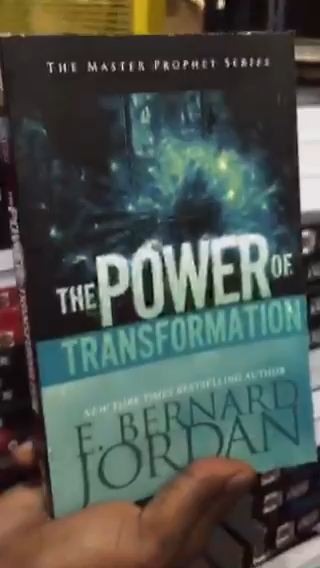 THE MASTER PROPHET SERIES
THE POWER OF
TRANSFORMATION
NEW YORK TIMES BESTSELLING AUTHOR
E. BERNARD
JORDAN